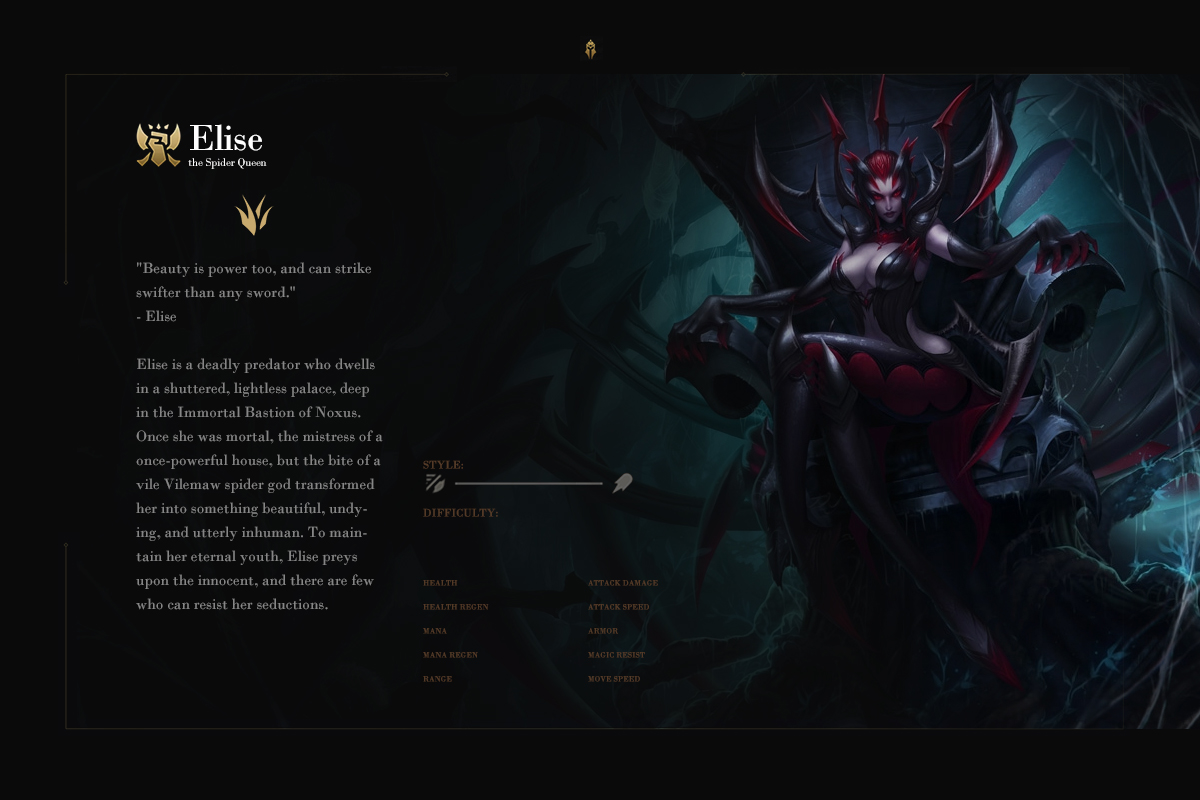 Elise
the Spider Queen
"Beauty is power too, and can strike
swifter than any sword."
- Elise
Elise is a deadly predator who dwells
in a shuttered, lightless palace, deep
in the Immortal Bastion of Noxus.
Once she was mortal, the mistress of a
once-powerful house, but the bite of a
vile Vilemaw spider god transformed
her into something beautiful, undy-
ing, and utterly inhuman. To main-
tain her eternal youth, Elise preys
upon the innocent, and there are few
who can resist her seductions.
STYLE:
DIFFICULTY:
HEALTH
HEALTH REGEN
MANA
MANA REGEN
RANGE
ATTACK DAMAGE
ATTACK SPEED
ARMOR
MAGIC RESIST
MOVE SPEED